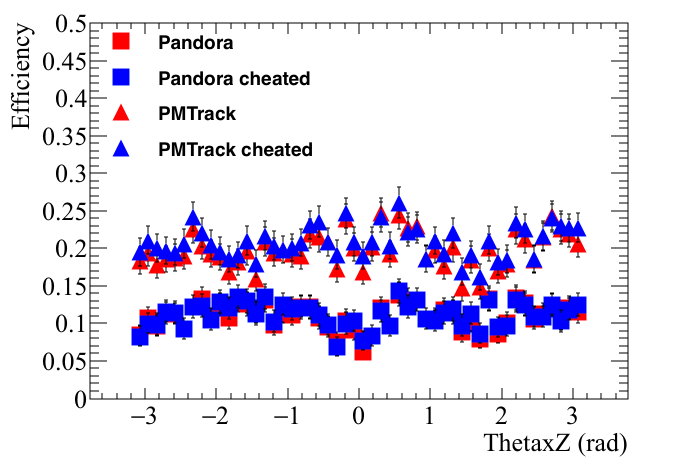 Efficiency
0.5
0.45
0.4
0.35
0.3
0.25
0.2
0.15
0.1
0.05
0
Pandora
Pandora cheated
PMTrack
PMTrack cheated
−3 −2 −1 0 1 2 3
ThetaxZ (rad)